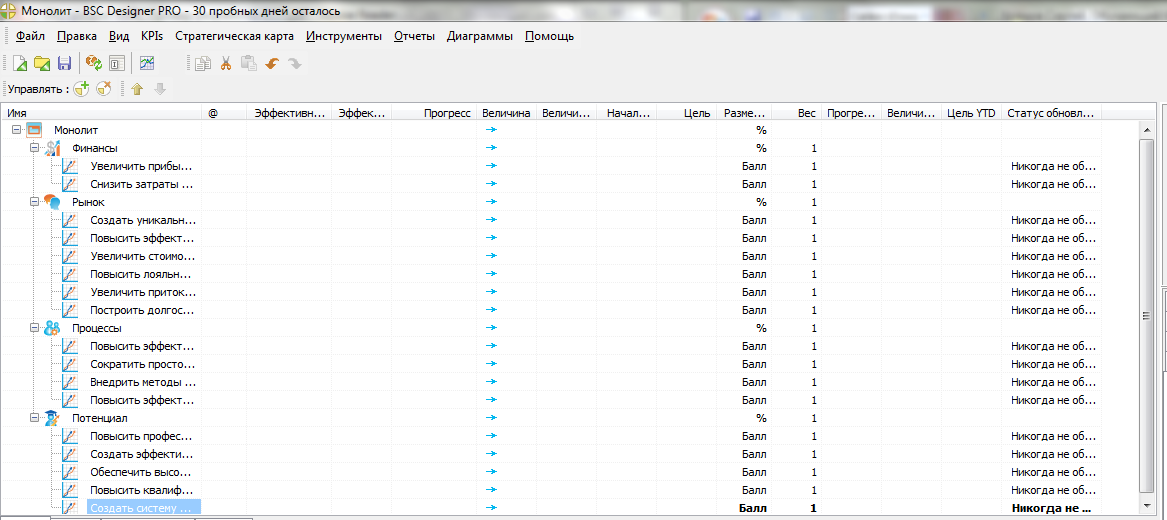 Монолит - BSC Designer PRO - 30 пробных дней осталось
Файл Правка Вид KPIs Стратегическая карта Инструменты Отчеты Диаграммы Помощь
Управлять :
Имя @ Эффективн... Эффек... Прогресс Величина Величи... Начал... Цель Разме... Вес Прогре... Величи... Цель YTD Статус обновл...
Монолит %
Финансы % 1
Увеличить прибы... Балл 1 Никогда не об...
Снизить затраты ... Балл 1 Никогда не об...
Рынок % 1
Создать уникальн... Балл 1 Никогда не об...
Повысить эффект... Балл 1 Никогда не об...
Увеличить стоимо... Балл 1 Никогда не об...
Повысить лояльн... Балл 1 Никогда не об...
Увеличить приток... Балл 1 Никогда не об...
Построить долгос... Балл 1 Никогда не об...
Процессы % 1
Повысить эффект... Балл 1 Никогда не об...
Сократить просто... Балл 1 Никогда не об...
Внедрить методы ... Балл 1 Никогда не об...
Повысить эффект... Балл 1 Никогда не об...
Потенциал % 1
Повысить профес... Балл 1 Никогда не об...
Создать эффекти... Балл 1 Никогда не об...
Обеспечить высо... Балл 1 Никогда не об...
Повысить квалиф... Балл 1 Никогда не об...
Создать систему ... Балл 1 Никогда не ...